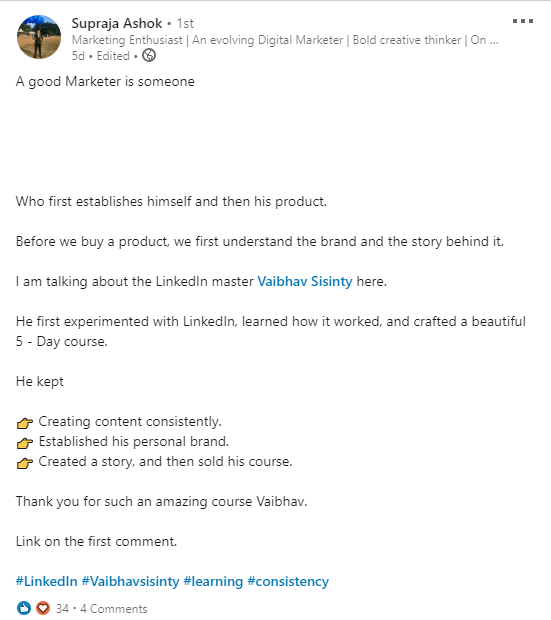 Supraja Ashok • 1st
Marketing Enthusiast | An evolving Digital Marketer | Bold creative thinker | On ...
5d • Edited •
A good Marketer is someone
Who first establishes himself and then his product.
Before we buy a product, we first understand the brand and the story behind it.
I am talking about the LinkedIn master Vaibhav Sisinty here.
He first experimented with LinkedIn, learned how it worked, and crafted a beautiful
5 - Day course.
He kept
👉 Creating content consistently.
👉 Established his personal brand.
👉 Created a story, and then sold his course.
Thank you for such an amazing course Vaibhav.
Link on the first comment.
#LinkedIn #Vaibhavsisinty #learning #consistency
34 • 4 Comments